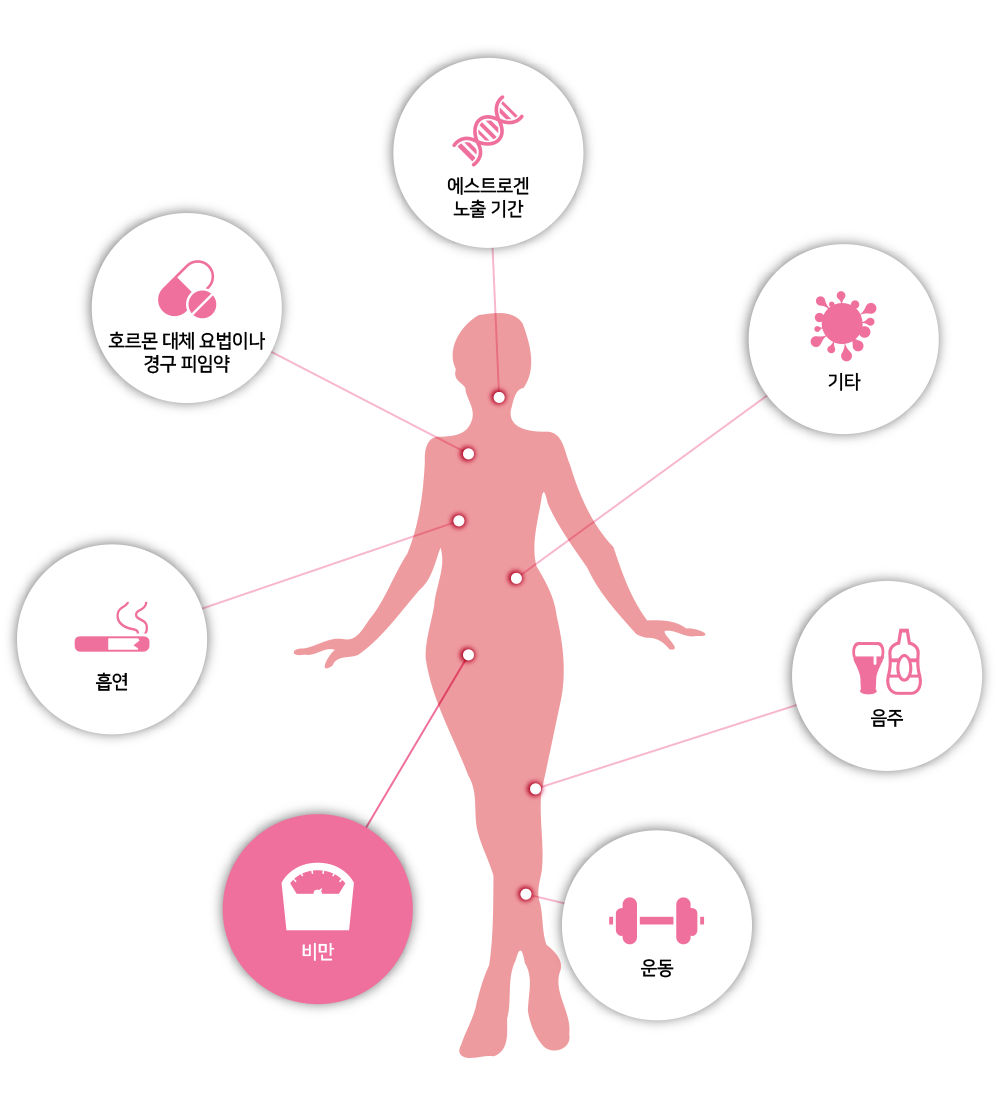 에스트로겐
노출 기간
호르몬 대체 요법이나
경구 피임약
기타
흡연
음주
비만
운동